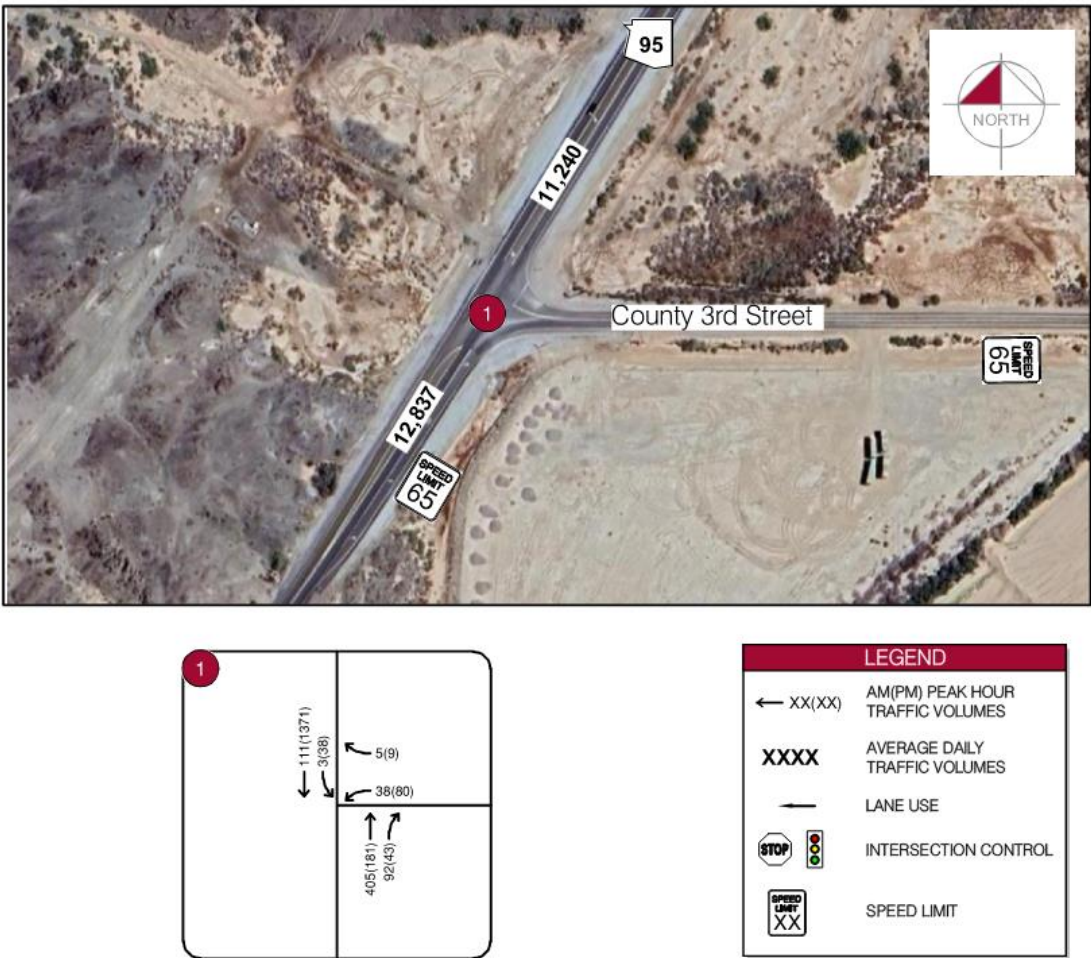 95
NORTH
11,240
1
County 3rd Street
SPEED
LIMIT
65
12,837
SPEED
LIMIT
65
1
111(1371)
3(38)
5(9)
38(80)
405(181)
92(43)
LEGEND
XX(XX)
AM(PM) PEAK HOUR
TRAFFIC VOLUMES
XXXX
AVERAGE DAILY
TRAFFIC VOLUMES
LANE USE
STOP
INTERSECTION CONTROL
SPEED
LIMIT
XX
SPEED LIMIT